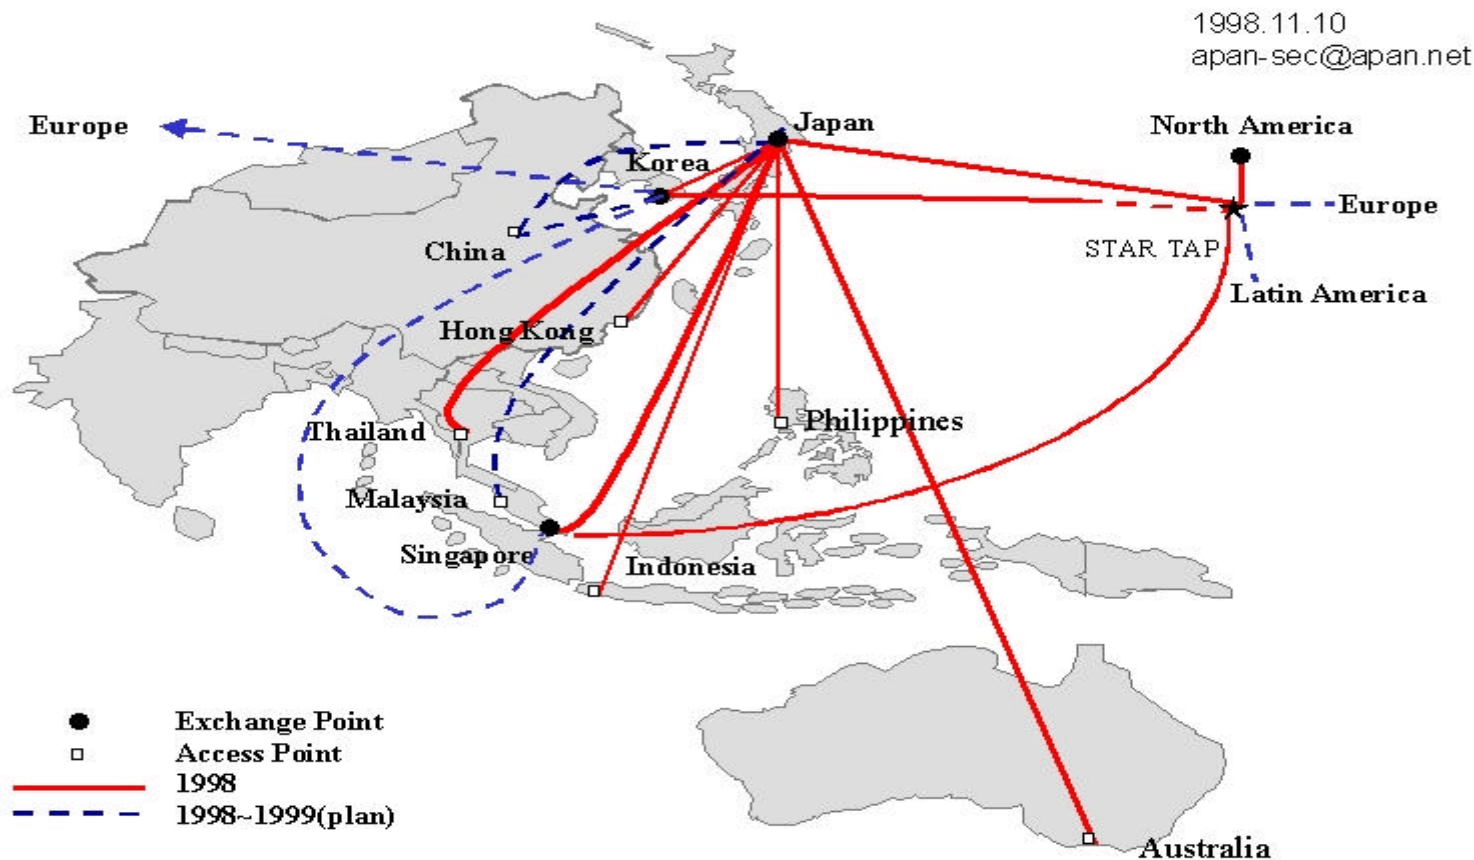 1998.11.10
apan-sec@apan.net
Japan
North America
Europe
Korea
Europe
China
STAR TAP
Latin America
Hong Kong
Thailand
Philippines
Malaysia
Singapore
Indonesia
Exchange Point
Access Point
1998
1998~1999(plan)
Australia